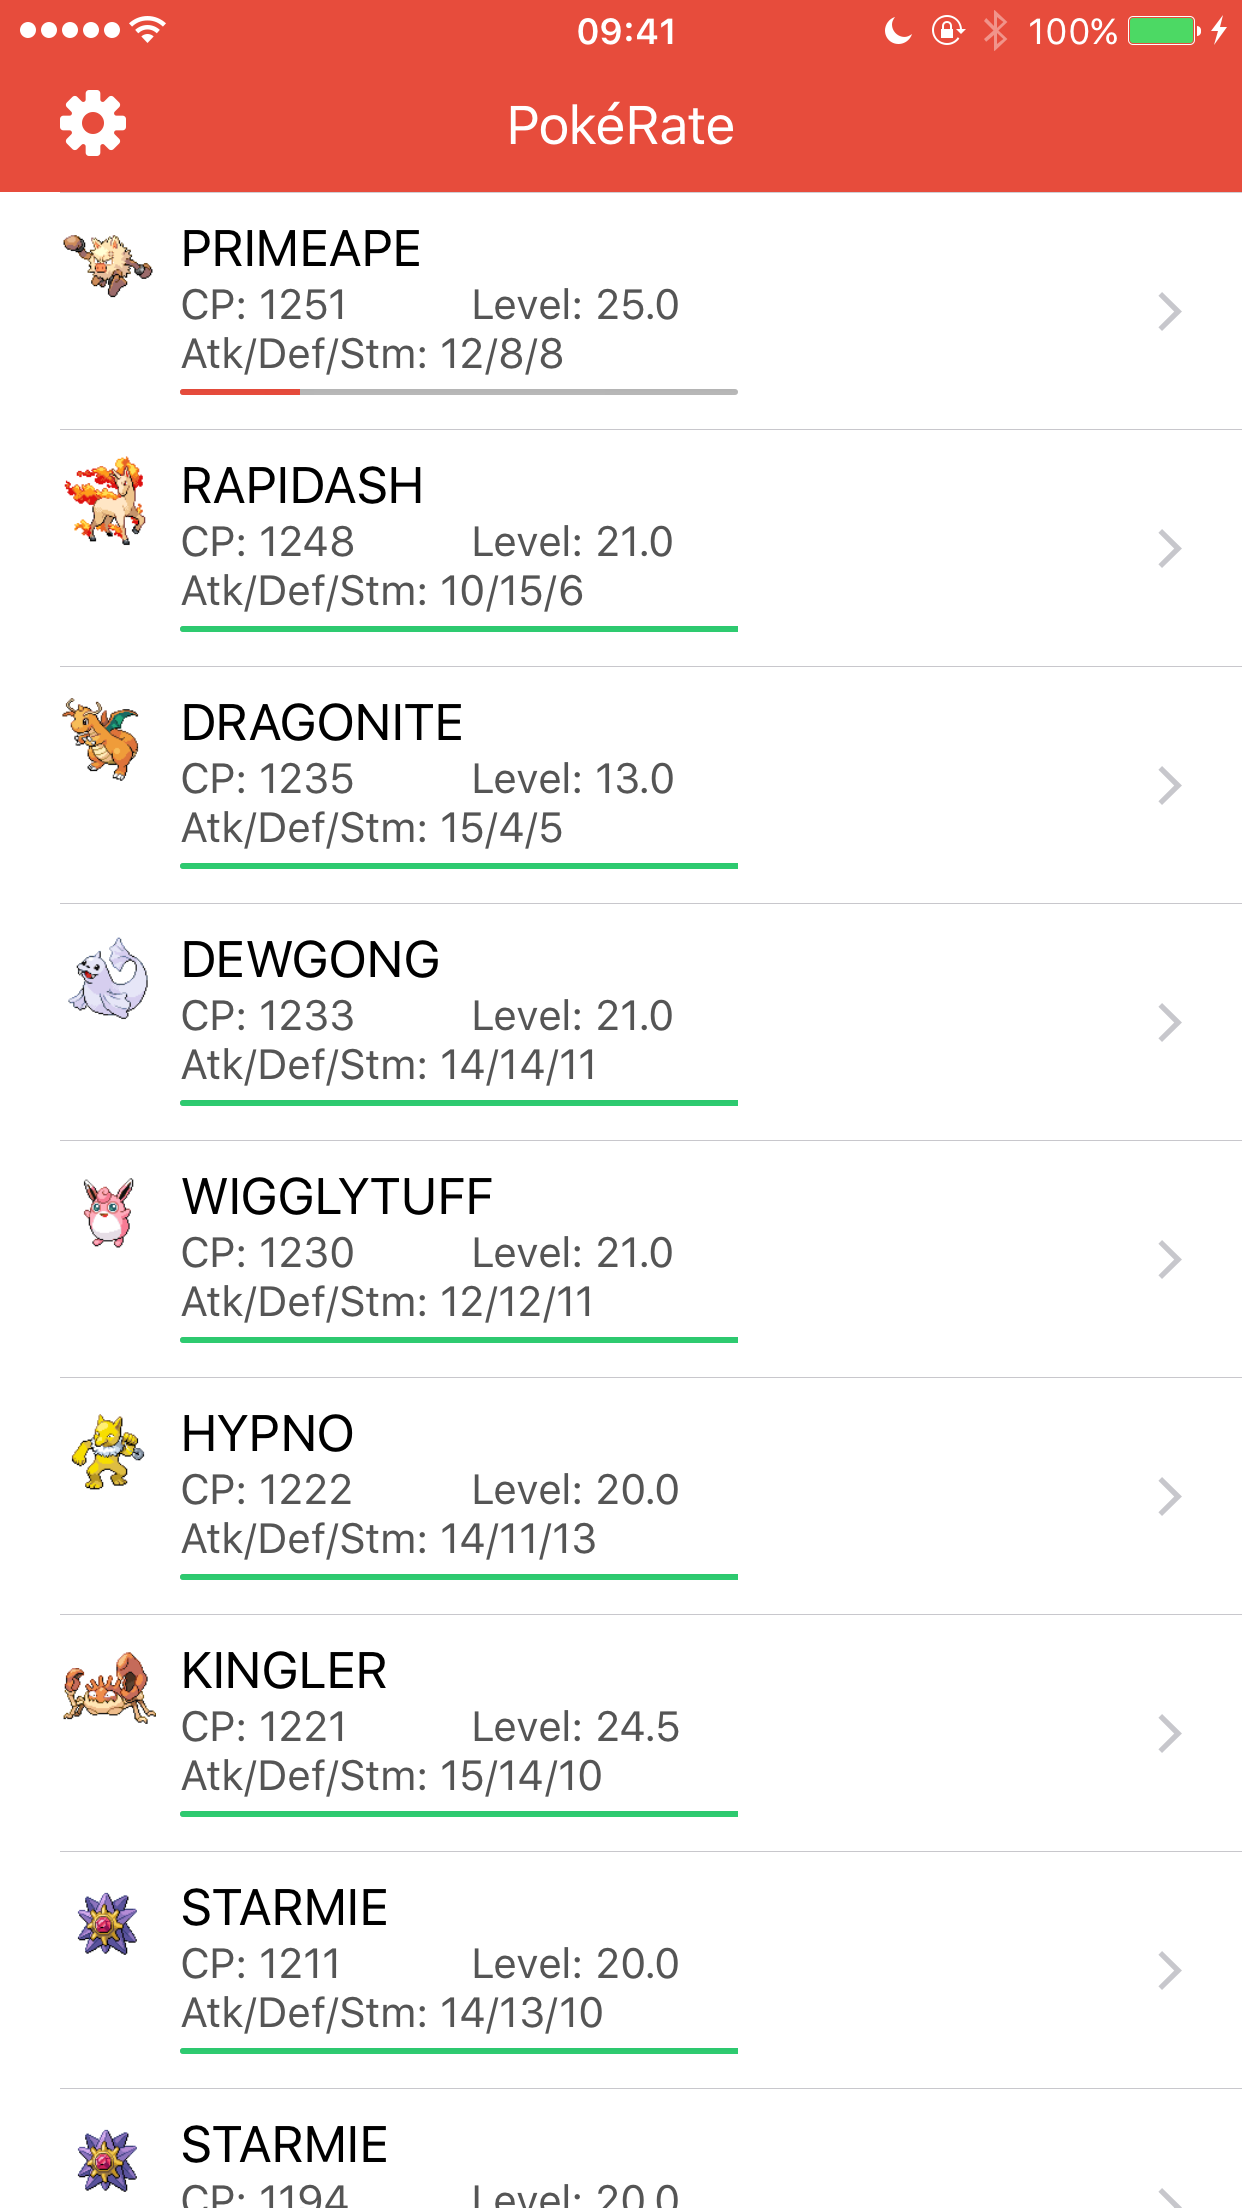 09:41
100%
PokéRate
PRIMEAPE
CP: 1251 Level: 25.0
Atk/Def/Stm: 12/8/8
RAPIDASH
CP: 1248 Level: 21.0
Atk/Def/Stm: 10/15/6
DRAGONITE
CP: 1235 Level: 13.0
Atk/Def/Stm: 15/4/5
DEWGONG
CP: 1233 Level: 21.0
Atk/Def/Stm: 14/14/11
WIGGLYTUFF
CP: 1230 Level: 21.0
Atk/Def/Stm: 12/12/11
HYPNO
CP: 1222 Level: 20.0
Atk/Def/Stm: 14/11/13
KINGLER
CP: 1221 Level: 24.5
Atk/Def/Stm: 15/14/10
STARMIE
CP: 1211 Level: 20.0
Atk/Def/Stm: 14/13/10
STARMIE
CP: 1194 Level: 20.0